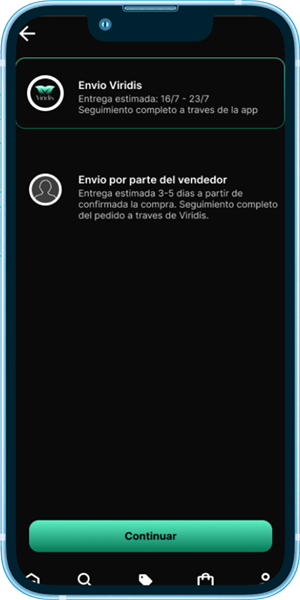 Envio Viridis
Entrega estimada: 16/7 - 23/7
Seguimiento completo a traves de la app
Viridis
Envio por parte del vendedor
Entrega estimada 3-5 dias a partir de
confirmada la compra. Seguimiento completo
del pedido a traves de Viridis.
Continuar